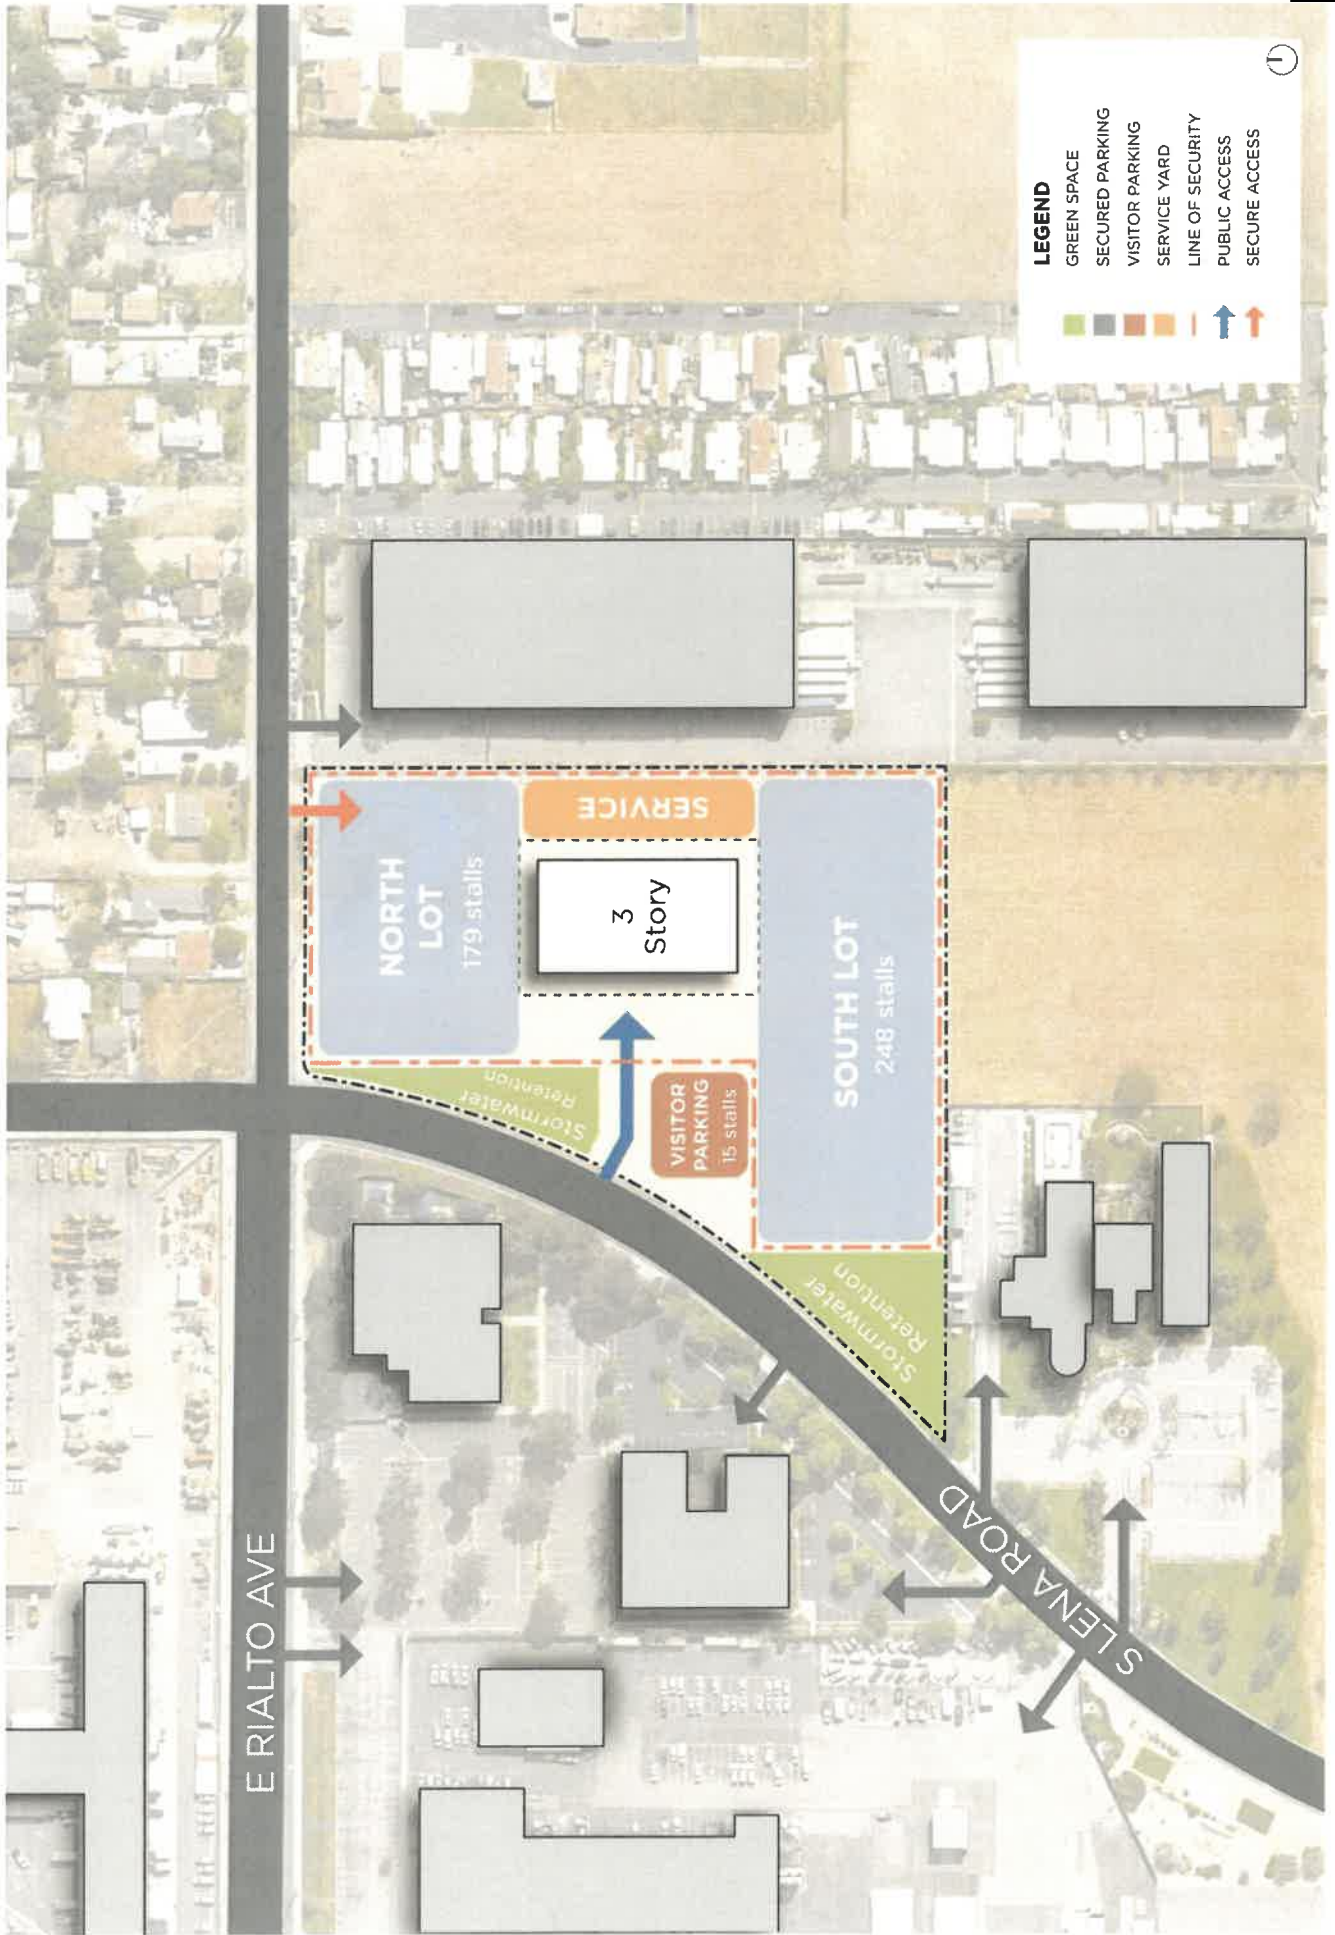 E RIALTO AVE
S LENA ROAD
NORTH
LOT
179 stalls
SERVICE
3
Story
Stormwater
Retention
VISITOR
PARKING
15 stalls
SOUTH LOT
248 stalls
Stormwater
Retention
LEGEND
GREEN SPACE
SECURED PARKING
VISITOR PARKING
SERVICE YARD
LINE OF SECURITY
PUBLIC ACCESS
SECURE ACCESS